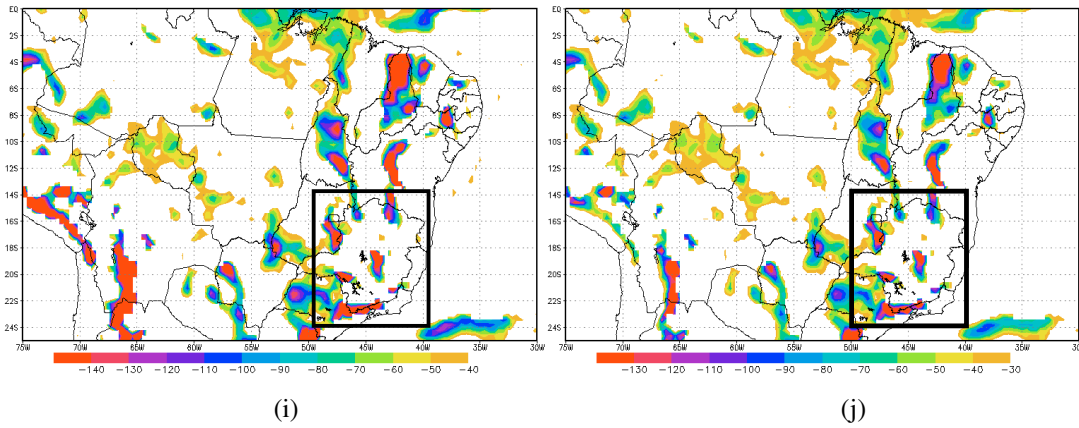 EQ
2S
4S
6S
8S
10S
12S
14S
16S
18S
20S
22S
24S
75W 70W 65W 60W 55W 50W 45W 40W 35W 30W
-140 -130 -120 -110 -100 -90 -80 -70 -60 -50 -40
(i)
EQ
2S
4S
6S
8S
10S
12S
14S
16S
18S
20S
22S
24S
75W 70W 65W 60W 55W 50W 45W 40W 35W 30W
-130 -120 -110 -100 -90 -80 -70 -60 -50 -40 -30
(j)